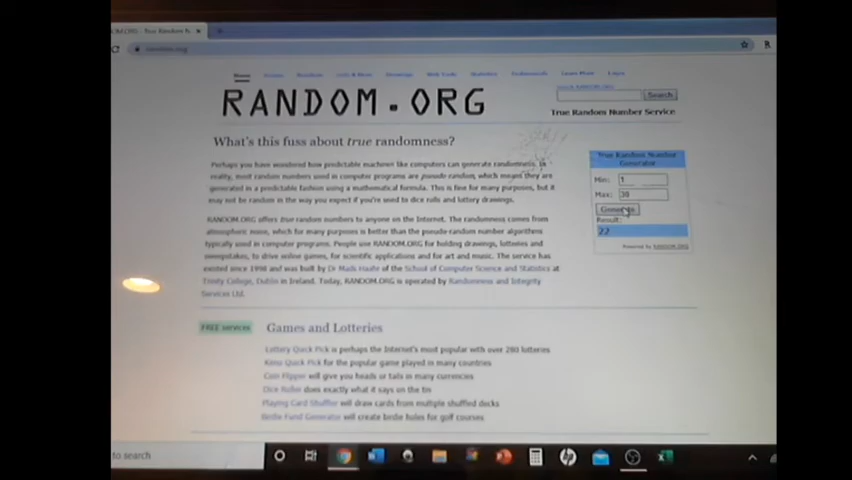 random.org
Home Games Numbers Lists & More Drawings Web Tools Statistics Testimonials Learn More Login
RANDOM.ORG
Search RANDOM.ORG
Search
True Random Number Service
What's this fuss about true randomness?
Perhaps you have wondered how predictable machines like computers can generate randomness. In
reality, most random numbers used in computer programs are pseudo-random, which means they are
generated in a predictable fashion using a mathematical formula. This is fine for many purposes, but it
may not be random in the way you expect if you're used to dice rolls and lottery drawings.
RANDOM.ORG offers true random numbers to anyone on the Internet. The randomness comes from
atmospheric noise, which for many purposes is better than the pseudo-random number algorithms
typically used in computer programs. People use RANDOM.ORG for holding drawings, lotteries and
sweepstakes, to drive online games, for scientific applications and for art and music. The service has
existed since 1998 and was built by Dr Mads Haahr of the School of Computer Science and Statistics at
Trinity College, Dublin in Ireland. Today, RANDOM.ORG is operated by Randomness and Integrity
Services Ltd.
True Random Number
Generator
Min: 1
Max: 38
Generate
Result:
22
Powered by RANDOM.ORG
FREE services
Games and Lotteries
Lottery Quick Pick is perhaps the Internet's most popular with over 280 lotteries
Keno Quick Pick for the popular game played in many countries
Coin Flipper will give you heads or tails in many currencies
Dice Roller does exactly what it says on the tin
Playing Card Shuffler will draw cards from multiple shuffled decks
Birdie Fund Generator will create birdie holes for golf courses
to search